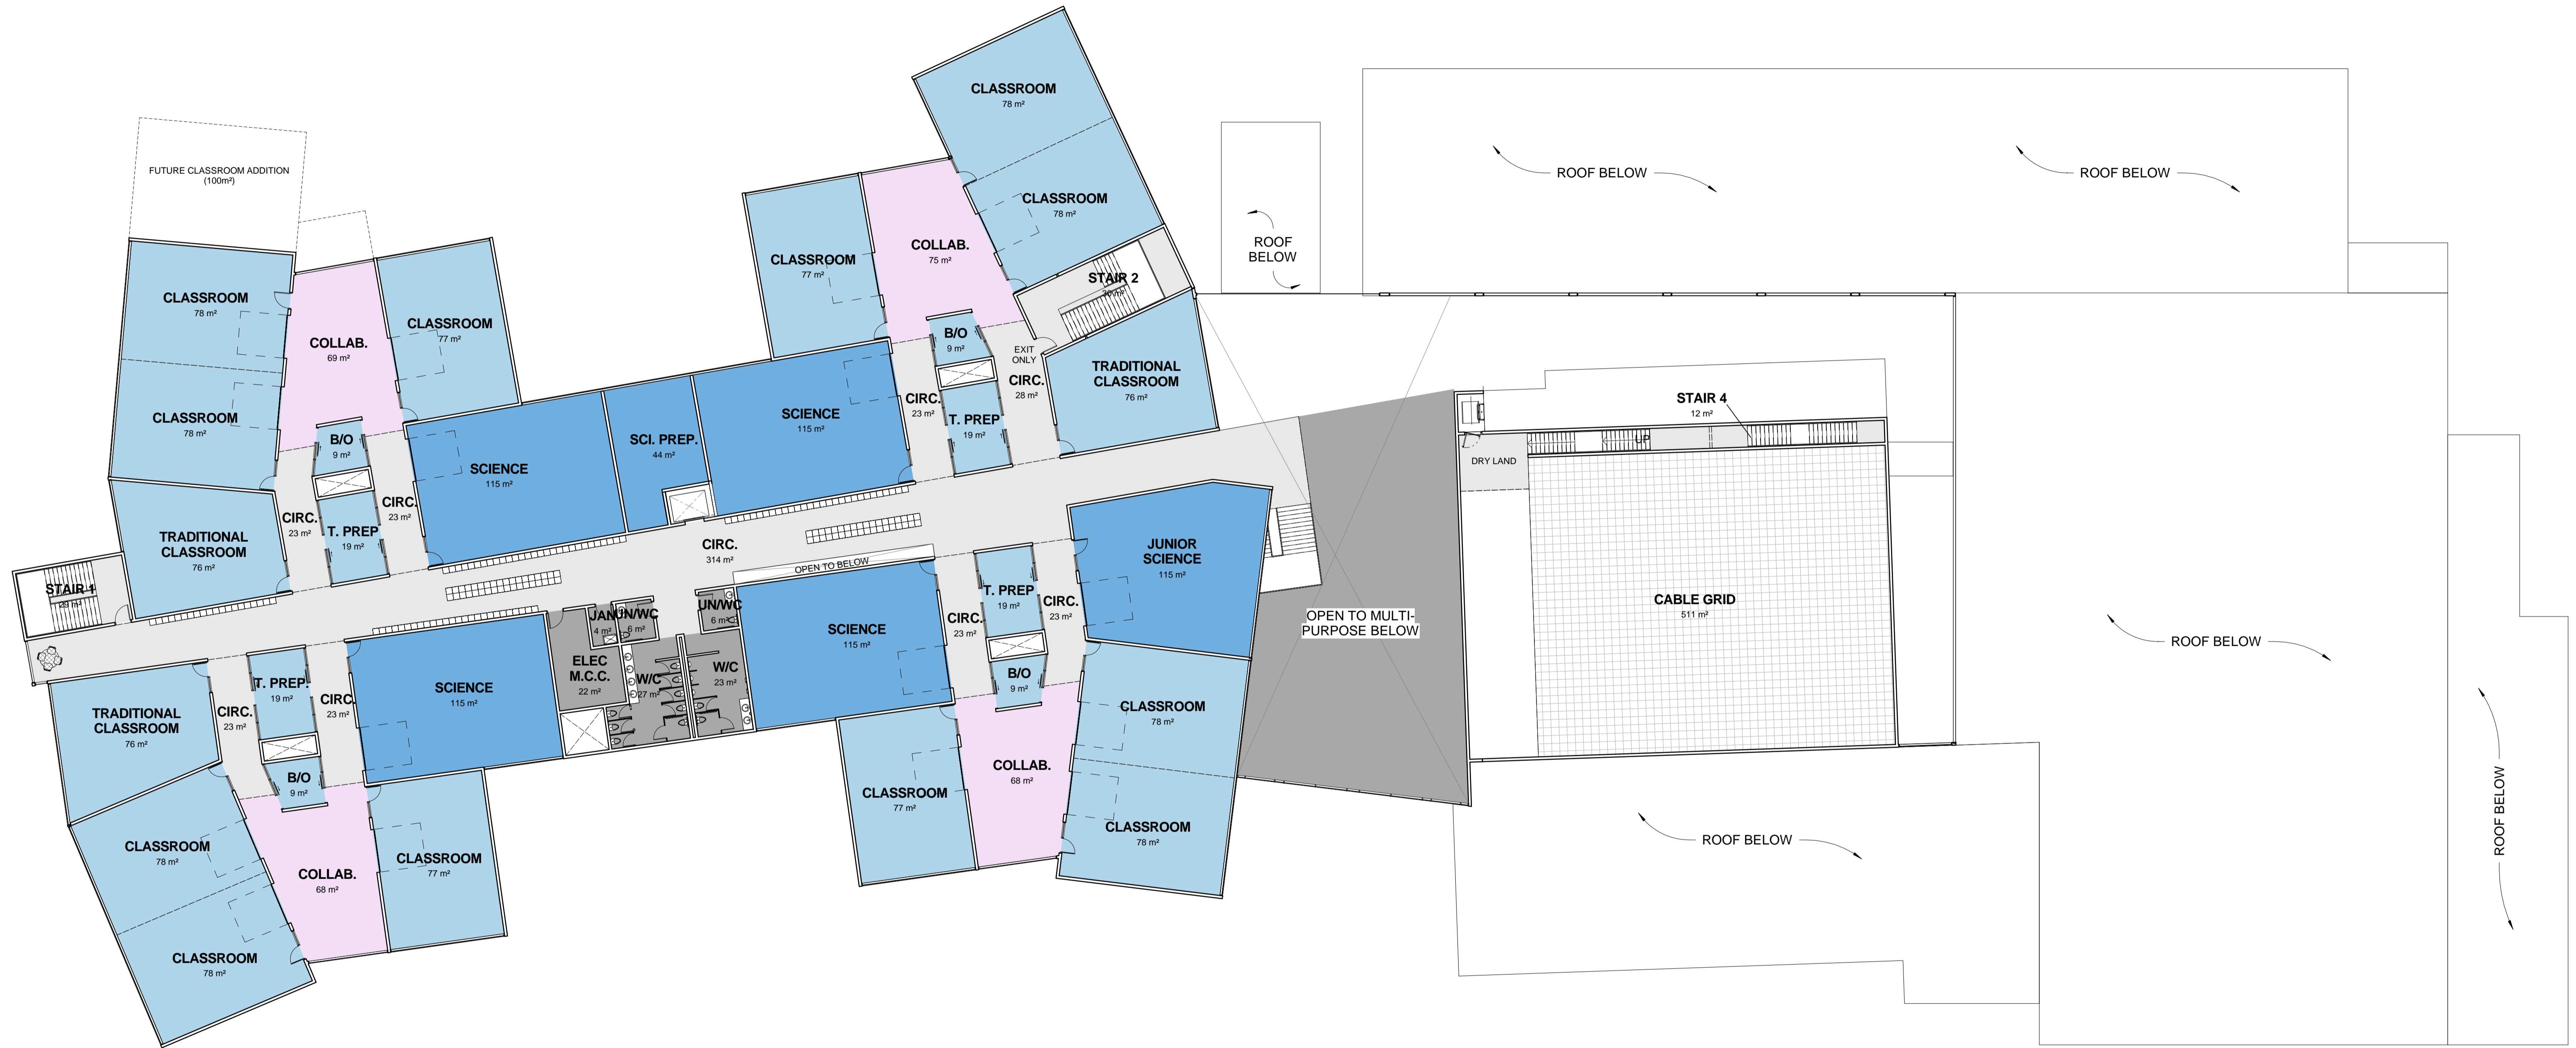 CLASSROOM
78 m²
CLASSROOM
78 m²
FUTURE CLASSROOM ADDITION
(100m²)
ROOF BELOW
ROOF BELOW
ROOF
BELOW
COLLAB.
75 m²
CLASSROOM
77 m²
STAIR 2
30 m²
CLASSROOM
78 m²
CLASSROOM
77 m²
COLLAB.
69 m²
B/O
9 m²
EXIT
ONLY
TRADITIONAL
CLASSROOM
76 m²
CIRC.
28 m²
CIRC.
23 m²
T. PREP
19 m²
STAIR 4
12 m²
UP
DRY LAND
CLASSROOM
78 m²
B/O
9 m²
SCIENCE
115 m²
SCI. PREP.
44 m²
SCIENCE
115 m²
CIRC.
23 m²
CIRC.
23 m²
T. PREP
19 m²
TRADITIONAL
CLASSROOM
76 m²
STAIR 1
29 m²
CIRC.
314 m²
OPEN TO BELOW
JUNIOR
SCIENCE
115 m²
T. PREP
19 m²
CIRC.
23 m²
CIRC.
23 m²
CABLE GRID
511 m²
OPEN TO MULTI-
PURPOSE BELOW
JAN
4 m²
UN/WC
6 m²
UN/WC
6 m²
SCIENCE
115 m²
ELEC
M.C.C.
22 m²
W/C
27 m²
W/C
23 m²
B/O
9 m²
ROOF BELOW
SCIENCE
115 m²
T. PREP.
19 m²
CIRC.
23 m²
CIRC.
23 m²
TRADITIONAL
CLASSROOM
76 m²
CLASSROOM
78 m²
COLLAB.
68 m²
CLASSROOM
77 m²
CLASSROOM
78 m²
B/O
9 m²
CLASSROOM
78 m²
COLLAB.
68 m²
CLASSROOM
77 m²
CLASSROOM
78 m²
ROOF BELOW
ROOF BELOW